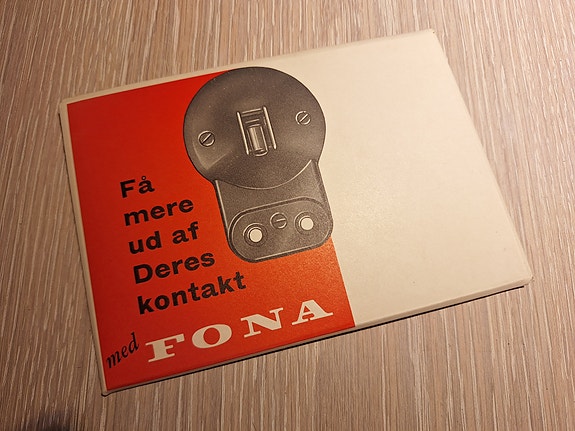 Få
mere
ud af
Deres
kontakt
med FONA